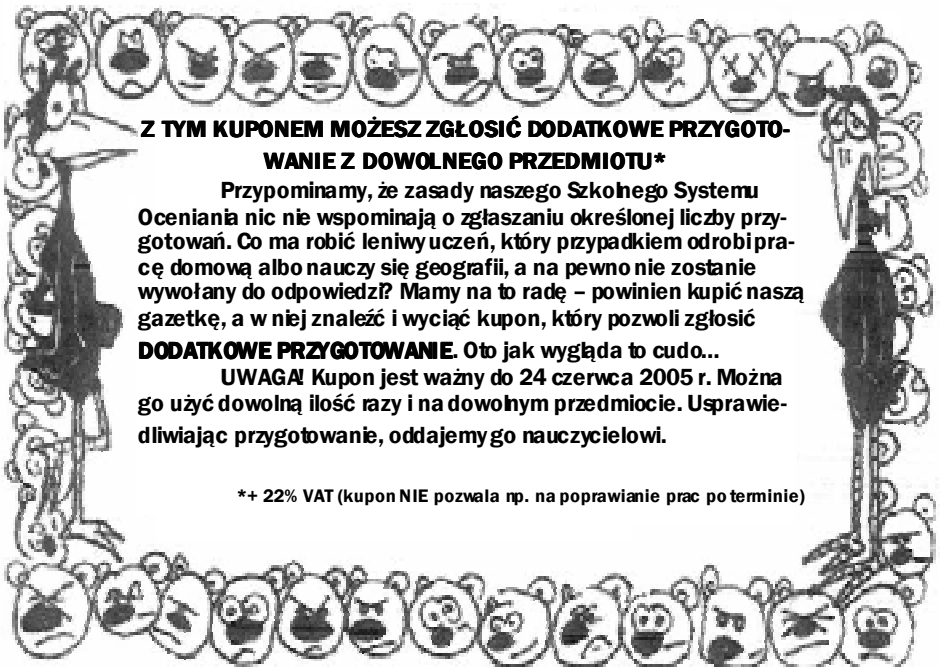 Z TYM KUPONEM MOŻESZ ZGŁOSIĆ DODATKOWE PRZYGOTO-
WANIE Z DOWOLNEGO PRZEDMIOTU*
Przypominamy, że zasady naszego Szkolnego Systemu
Oceniania nic nie wspominają o zgłaszaniu określonej liczby przy-
gotowań. Co ma robić leniwy uczeń, który przypadkiem odrobi pra-
cę domową albo nauczy się geografii, a na pewno nie zostanie
wywołany do odpowiedzi? Mamy na to radę – powinien kupić naszą
gazetkę, a w niej znaleźć i wyciąć kupon, który pozwoli zgłosić
DODATKOWE PRZYGOTOWANIE. Oto jak wygląda to cudo...
UWAGA! Kupon jest ważny do 24 czerwca 2005 r. Można
go użyć dowolną ilość razy i na dowolnym przedmiocie. Usprawie-
dliwiając przygotowanie, oddajemy go nauczycielowi.
*+ 22% VAT (kupon NIE pozwala np. na poprawianie prac po terminie)